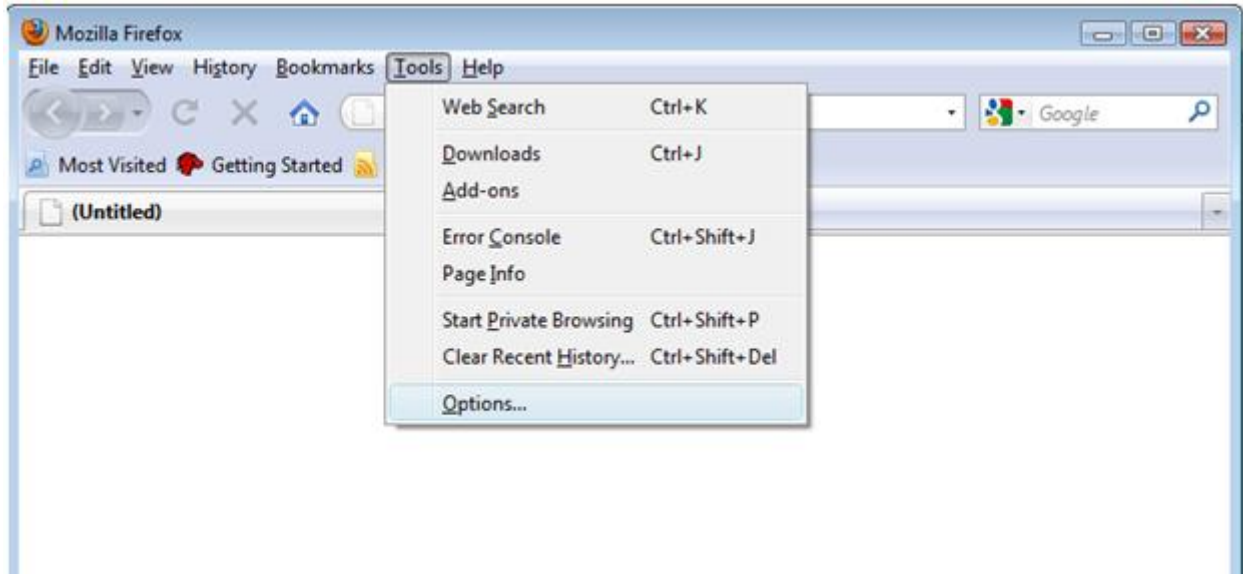 Mozilla Firefox
File Edit View History Bookmarks Tools Help
Google
Most Visited Getting Started
(Untitled)
Web Search Ctrl+K
Downloads Ctrl+J
Add-ons
Error Console Ctrl+Shift+J
Page Info
Start Private Browsing Ctrl+Shift+P
Clear Recent History... Ctrl+Shift+Del
Options...